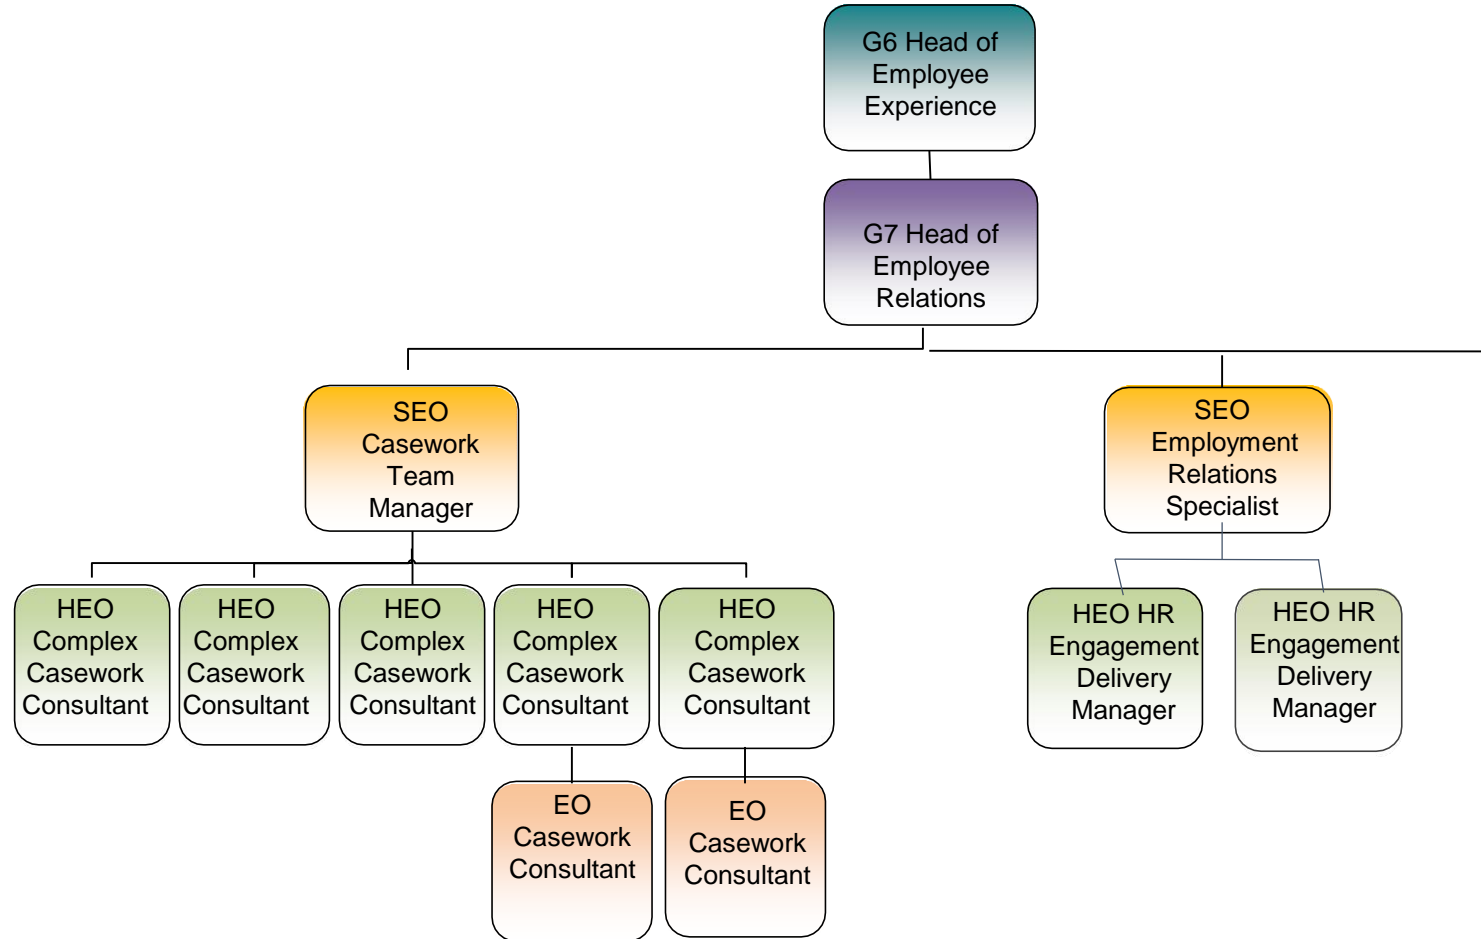 G6 Head of
Employee
Experience
G7 Head of
Employee
Relations
SEO
Casework
Team
Manager
SEO
Employment
Relations
Specialist
HEO
Complex
Casework
Consultant
HEO
Complex
Casework
Consultant
HEO
Complex
Casework
Consultant
HEO
Complex
Casework
Consultant
HEO
Complex
Casework
Consultant
HEO HR
Engagement
Delivery
Manager
HEO HR
Engagement
Delivery
Manager
EO
Casework
Consultant
EO
Casework
Consultant